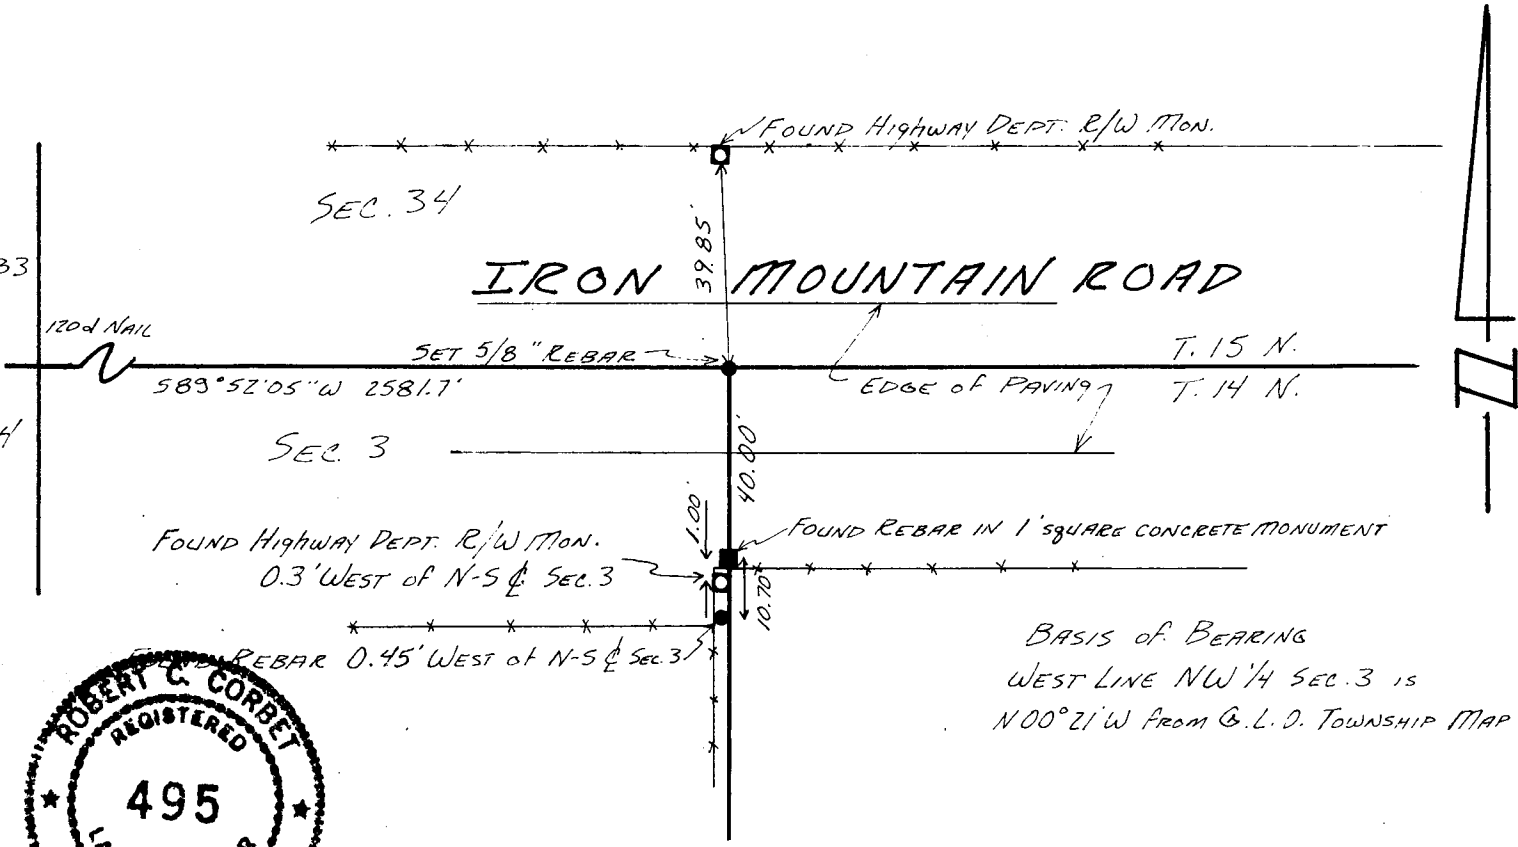 FOUND HIGHWAY DEPT. R/W MON.
SEC. 34
39.85'
33
IRON MOUNTAIN ROAD
120d NAIL
SET 5/8" REBAR
T. 15 N.
S89°52'05"W 2581.7'
EDGE OF PAVING
T. 14 N.
SEC. 3
40.00'
1.00'
FOUND REBAR IN 1' SQUARE CONCRETE MONUMENT
FOUND HIGHWAY DEPT. R/W MON.
0.3' WEST OF N-S ℄ SEC. 3
10.70'
REBAR 0.45' WEST OF N-S ℄ SEC. 3
BASIS OF BEARING
WEST LINE NW 1/4 SEC. 3 IS
N00°21'W FROM G.L.O. TOWNSHIP MAP
ROBERT C. CORBET
REGISTERED
495
N